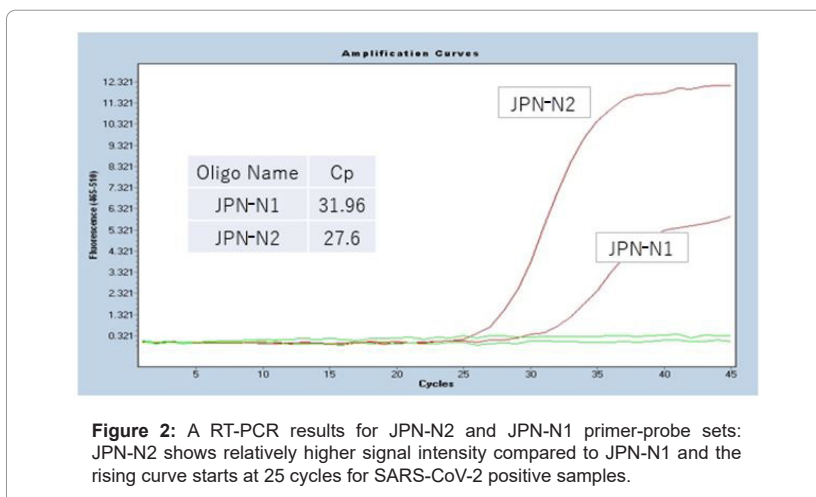 Amplification Curves
12.321
11.321
10.321
9.321
8.321
7.321
6.321
5.321
4.321
3.321
2.321
1.321
0.321
Fluorescence (465-510)
JPN-N2
JPN-N1
Oligo Name Cp
JPN-N1 31.96
JPN-N2 27.6
5 10 15 20 25 30 35 40 45
Cycles
Figure 2: A RT-PCR results for JPN-N2 and JPN-N1 primer-probe sets:
JPN-N2 shows relatively higher signal intensity compared to JPN-N1 and the
rising curve starts at 25 cycles for SARS-CoV-2 positive samples.